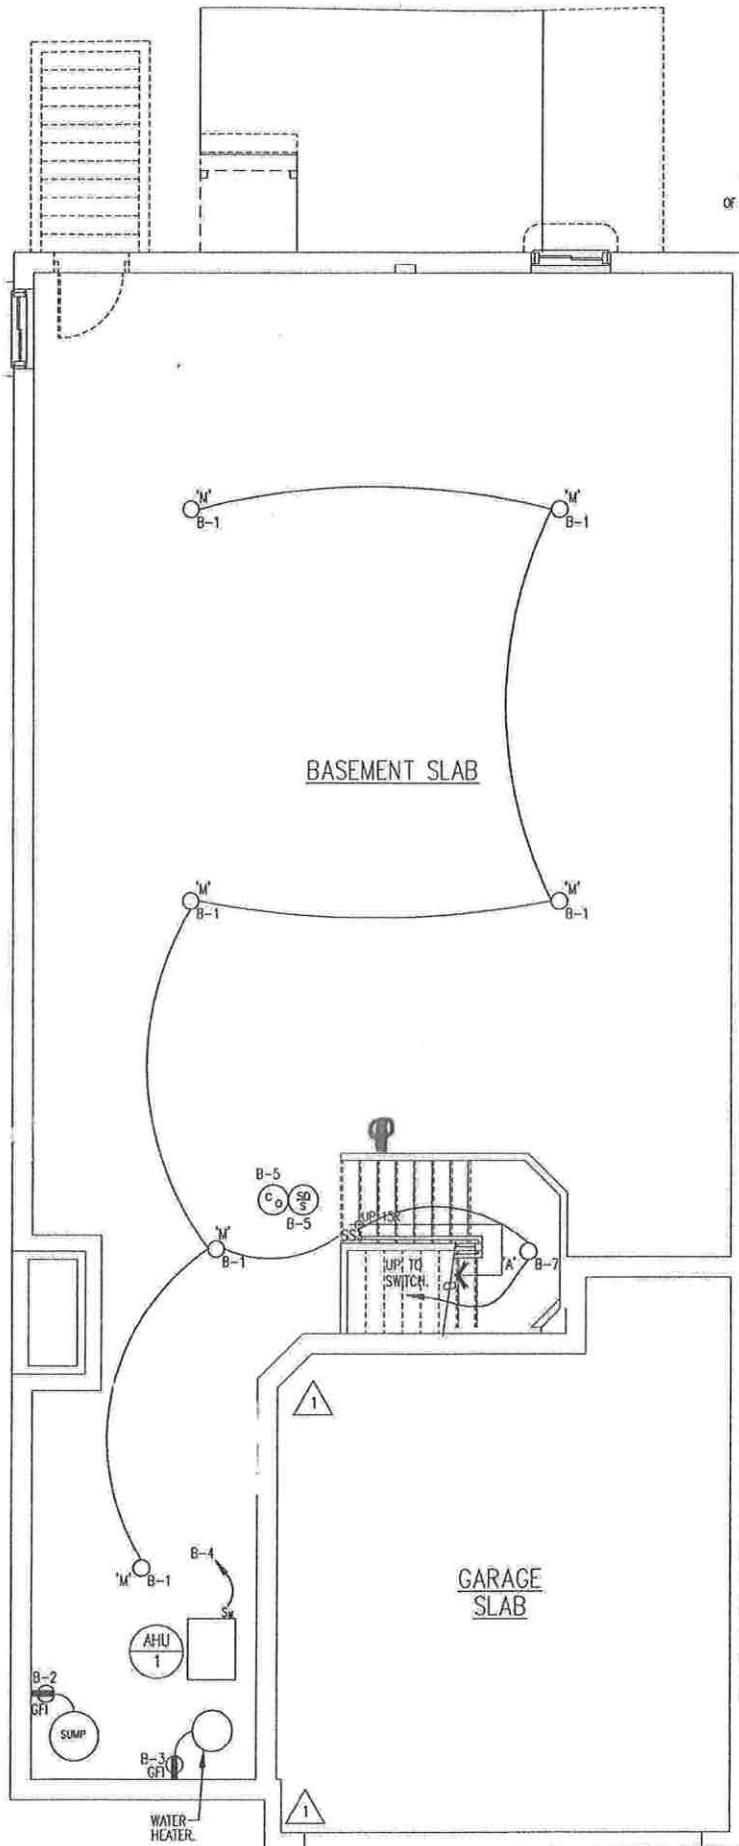 OF
'M'
B-1
'M'
B-1
BASEMENT SLAB
'M'
B-1
'M'
B-1
B-5
CO
SD
S
B-5
UP 15R
'M'
B-1
UP TO
SWITCH.
'A'
B-7
1
B-4
'M'
B-1
GARAGE
SLAB
AHU
1
B-2
GFI
SUMP
B-3
GFI
WATER
HEATER.
1